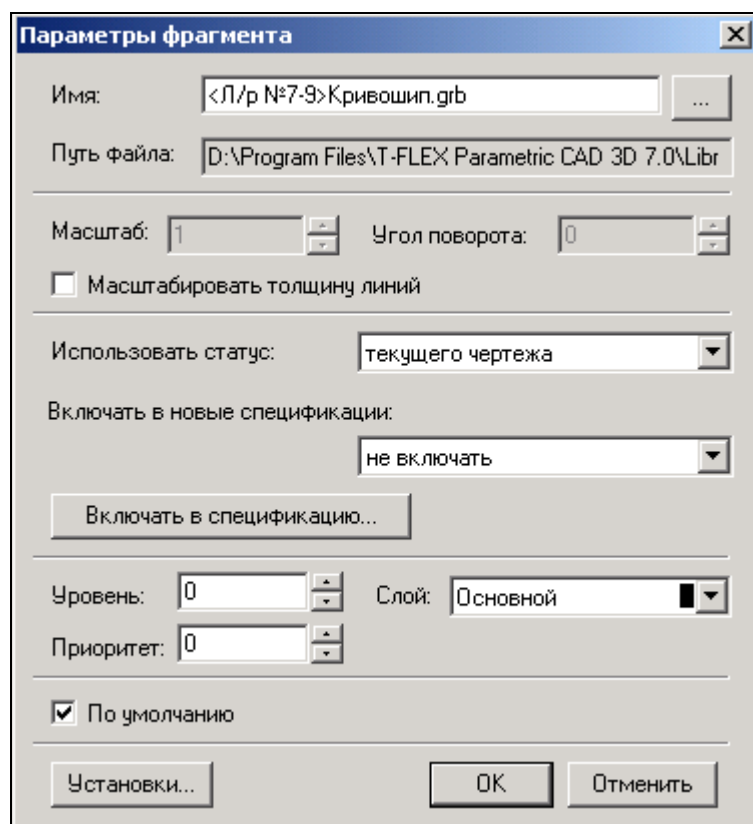 Параметры фрагмента
Имя: <Л/р №7-9>Кривошип.grb ...
Путь файла: D:\Program Files\T-FLEX Parametric CAD 3D 7.0\Libr
Масштаб: 1 Угол поворота: 0
Масштабировать толщину линий
Использовать статус: текущего чертежа
Включать в новые спецификации:
не включать
Включать в спецификацию...
Уровень: 0 Слой: Основной
Приоритет: 0
По умолчанию
Установки... OK Отменить